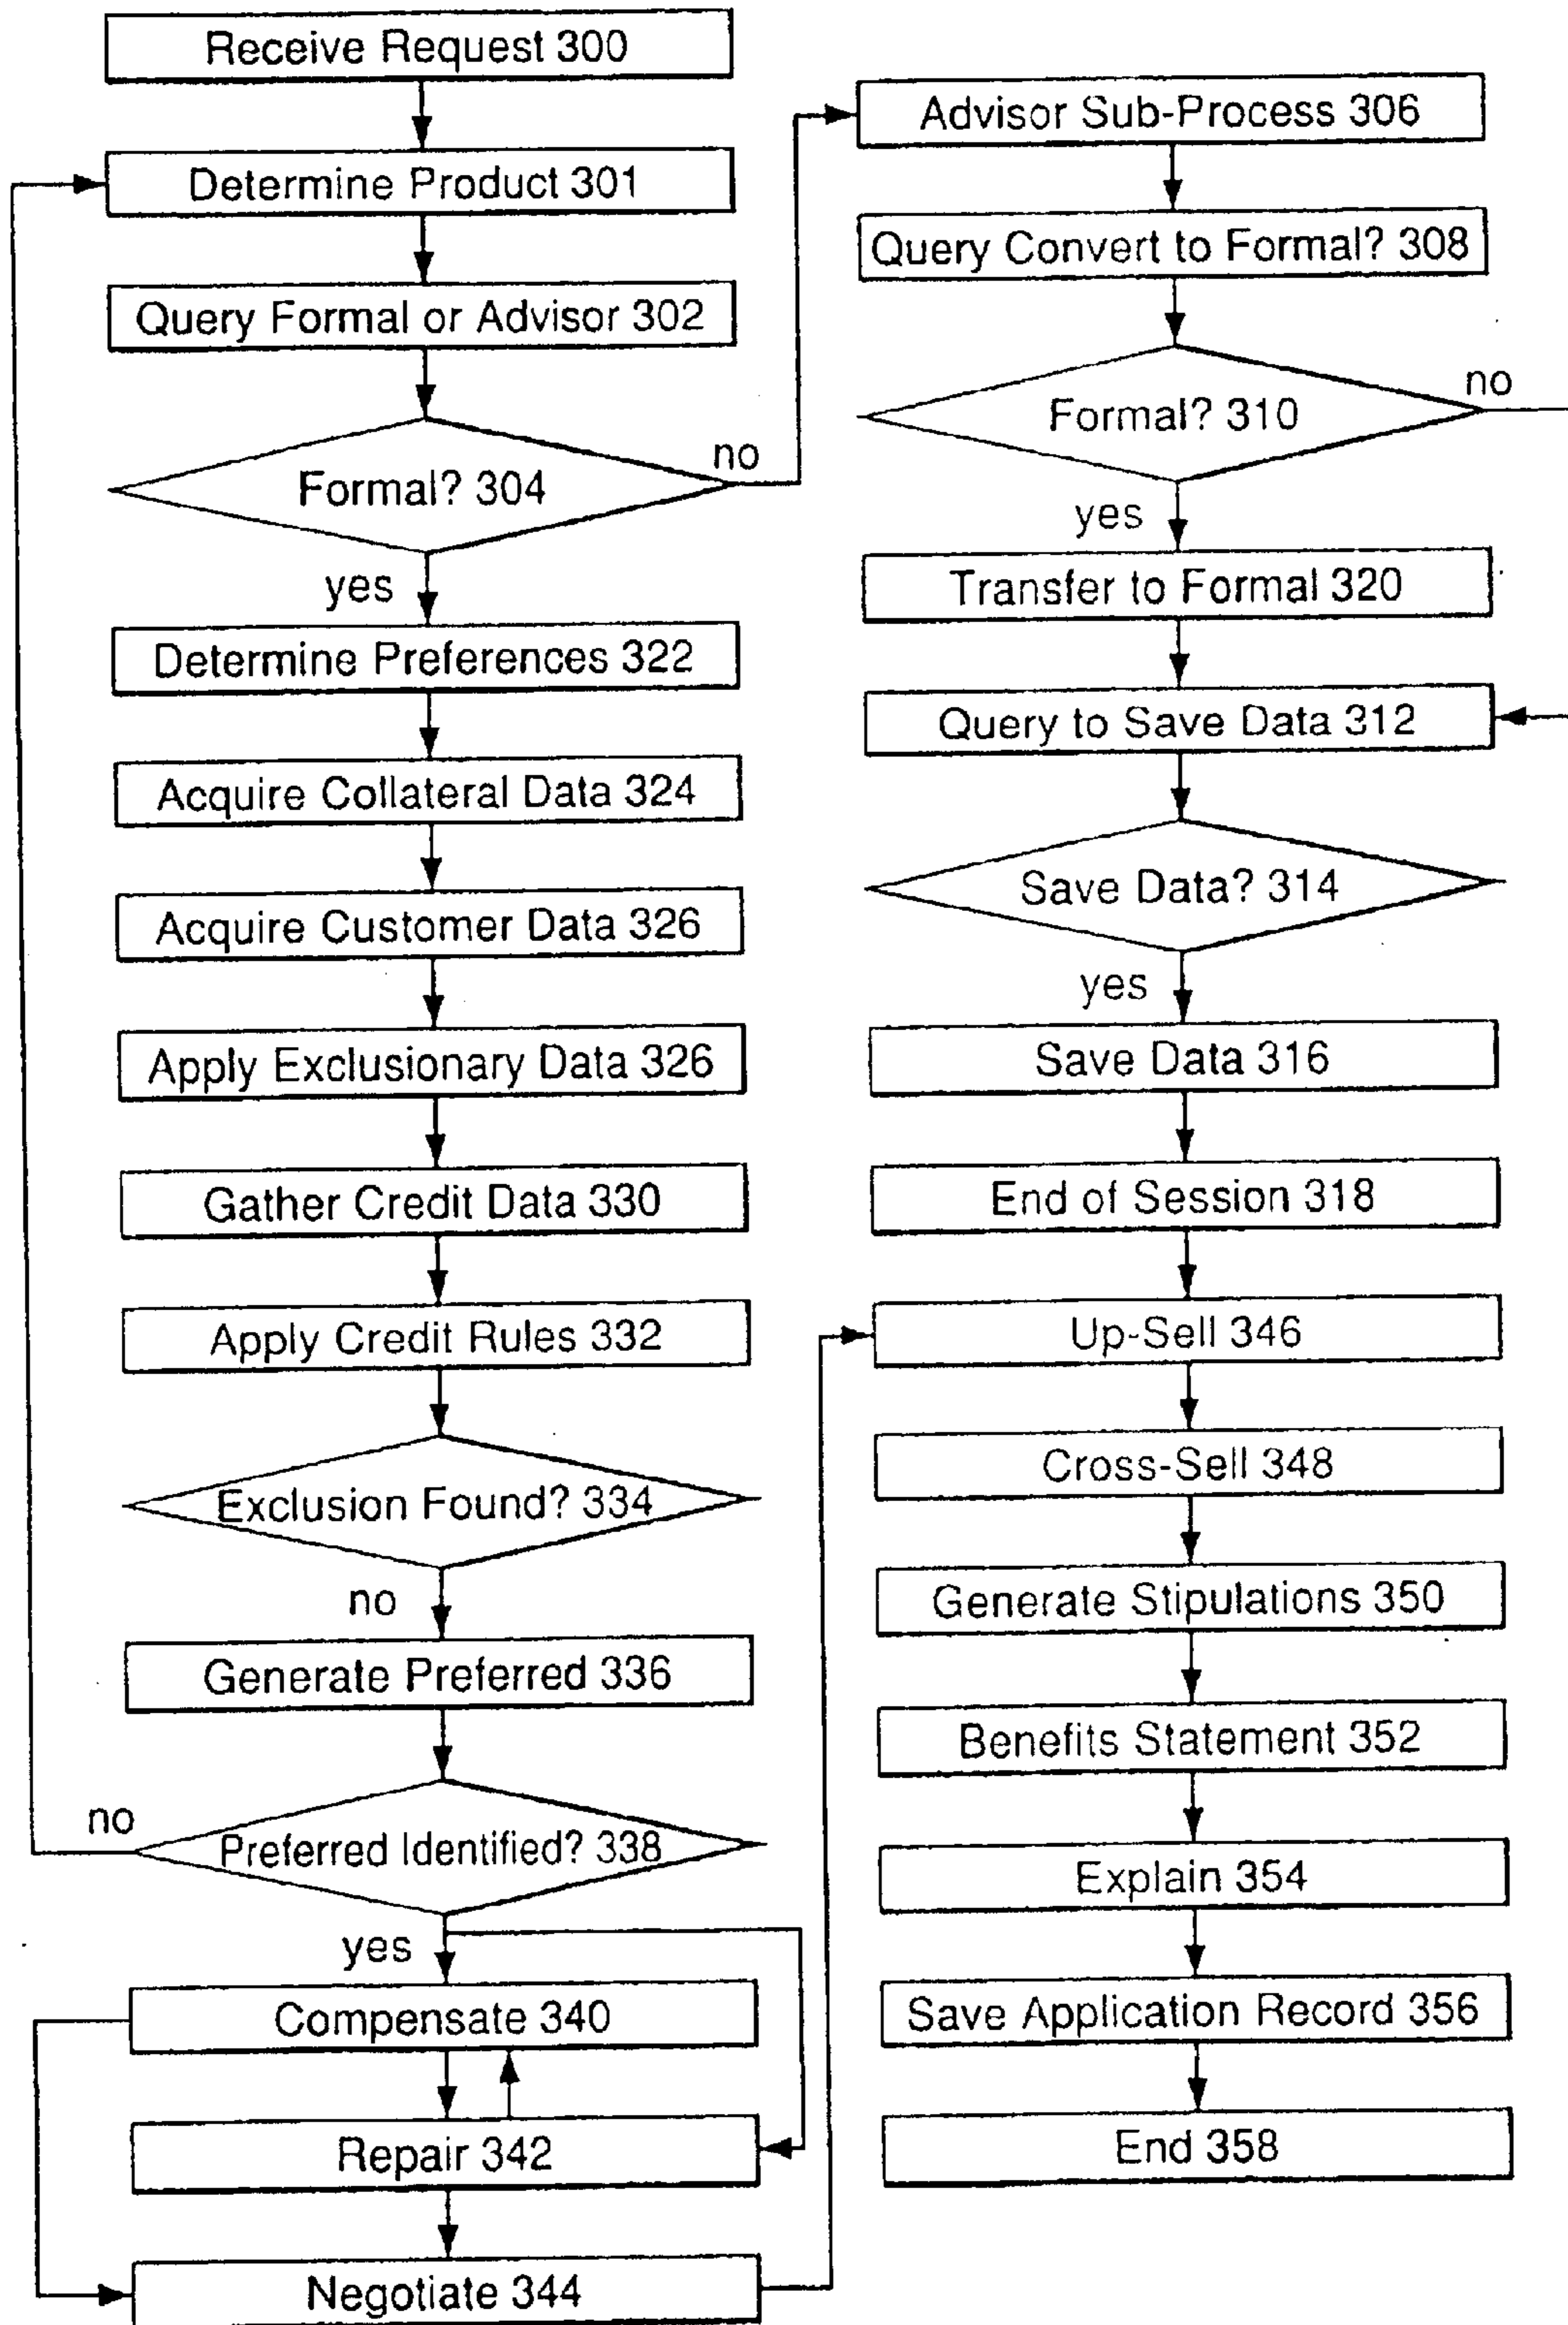 Receive Request 300
Determine Product 301
Query Formal or Advisor 302
Formal? 304
no
yes
Determine Preferences 322
Acquire Collateral Data 324
Acquire Customer Data 326
Apply Exclusionary Data 326
Gather Credit Data 330
Apply Credit Rules 332
Exclusion Found? 334
no
Generate Preferred 336
no
Preferred Identified? 338
yes
Compensate 340
Repair 342
Negotiate 344
Advisor Sub-Process 306
Query Convert to Formal? 308
no
Formal? 310
yes
Transfer to Formal 320
Query to Save Data 312
Save Data? 314
yes
Save Data 316
End of Session 318
Up-Sell 346
Cross-Sell 348
Generate Stipulations 350
Benefits Statement 352
Explain 354
Save Application Record 356
End 358